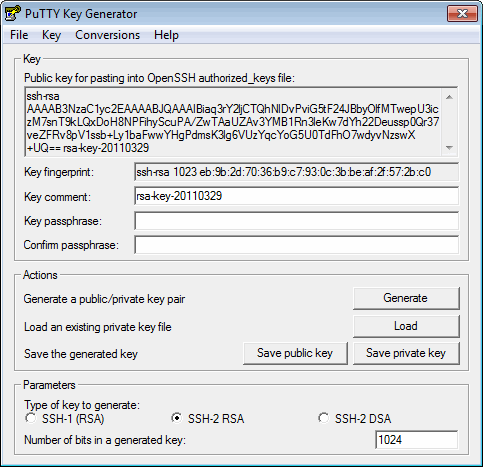 PuTTY Key Generator
File Key Conversions Help
Key
Public key for pasting into OpenSSH authorized_keys file:
ssh-rsa
AAAAB3NzaC1yc2EAAAABJQAAAIBiaq3rY2ljCTQhNlDvPviG5tF24JBbyOlfMTwepU3ic
zM7snT9kLQxDoH8NPFihyScuPA/ZwTAaUZAv3YMB1Rn3leKw7dYh22Deussp0Qr37
veZFRv8pV1ssb+Ly1baFwwYHgPdmsK3lg6VUzYqcYoG5U0TdFhO7wdyvNzswX
+UQ== rsa-key-20110329
Key fingerprint: ssh-rsa 1023 eb:9b:2d:70:36:b9:c7:93:0c:3b:be:af:2f:57:2b:c0
Key comment: rsa-key-20110329
Key passphrase:
Confirm passphrase:
Actions
Generate a public/private key pair Generate
Load an existing private key file Load
Save the generated key Save public key Save private key
Parameters
Type of key to generate:
SSH-1 (RSA) SSH-2 RSA SSH-2 DSA
Number of bits in a generated key: 1024